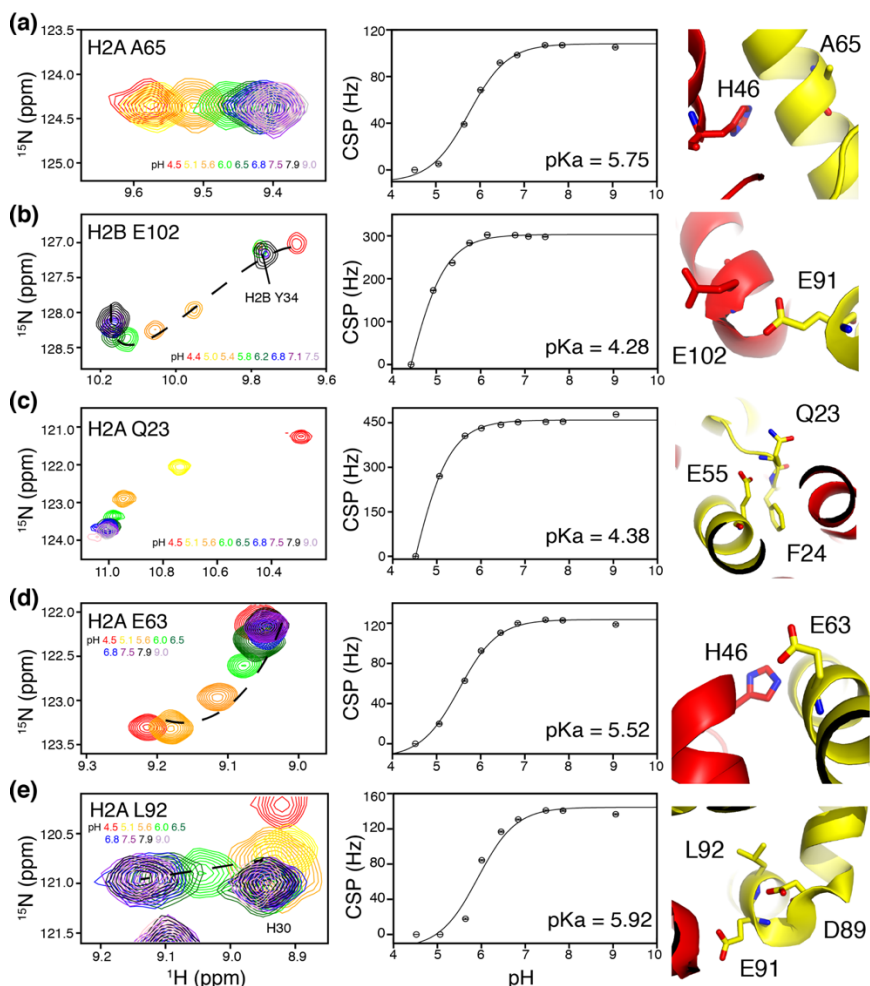 (a)
H2A A65
123.5
124.0
124.5
125.0
15N (ppm)
pH 4.5 5.1 5.6 6.0 6.5 6.8 7.5 7.9 9.0
9.6 9.5 9.4
CSP (Hz)
120
80
40
0
pKa = 5.75
4 5 6 7 8 9 10
H46
A65
(b)
H2B E102
127.0
127.5
128.0
128.5
15N (ppm)
H2B Y34
pH 4.4 5.0 5.4 5.8 6.2 6.8 7.1 7.5
10.2 10.0 9.8 9.6
CSP (Hz)
300
200
100
0
pKa = 4.28
4 5 6 7 8 9 10
E91
E102
(c)
H2A Q23
121.0
122.0
123.0
124.0
15N (ppm)
pH 4.5 5.1 5.6 6.0 6.5 6.8 7.5 7.9 9.0
11.0 10.8 10.6 10.4 10.2
CSP (Hz)
450
300
150
0
pKa = 4.38
4 5 6 7 8 9 10
Q23
E55
F24
(d)
H2A E63
pH 4.5 5.1 5.6 6.0 6.5
6.8 7.5 7.9 9.0
122.0
122.5
123.0
123.5
15N (ppm)
9.3 9.2 9.1 9.0
CSP (Hz)
120
80
40
0
pKa = 5.52
4 5 6 7 8 9 10
H46
E63
(e)
H2A L92
pH 4.5 5.1 5.6 6.0 6.5
6.8 7.5 7.9 9.0
120.5
121.0
121.5
15N (ppm)
H30
9.2 9.1 9.0 8.9
1H (ppm)
CSP (Hz)
160
120
80
40
0
pKa = 5.92
4 5 6 7 8 9 10
pH
L92
D89
E91